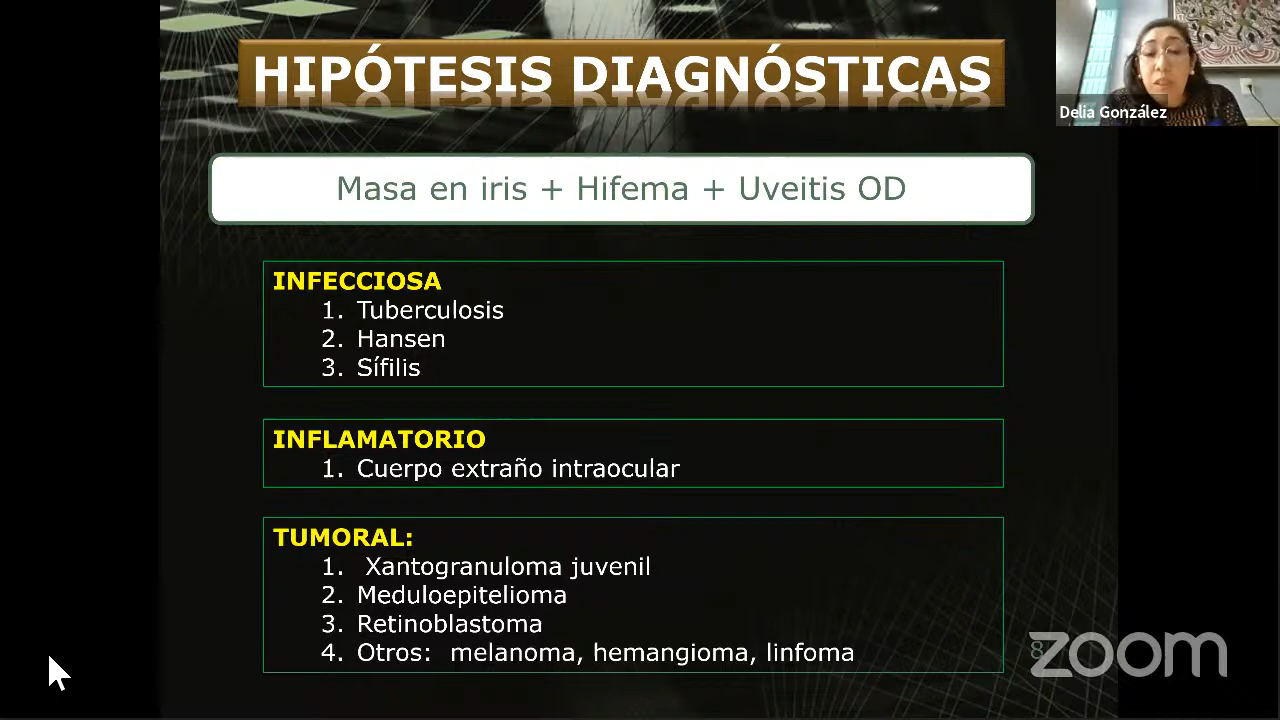 HIPÓTESIS DIAGNÓSTICAS
Delia González
Masa en iris + Hifema + Uveitis OD
INFECCIOSA
1. Tuberculosis
2. Hansen
3. Sífilis
INFLAMATORIO
1. Cuerpo extraño intraocular
TUMORAL:
1. Xantogranuloma juvenil
2. Meduloepitelioma
3. Retinoblastoma
4. Otros: melanoma, hemangioma, linfoma
8
zoom